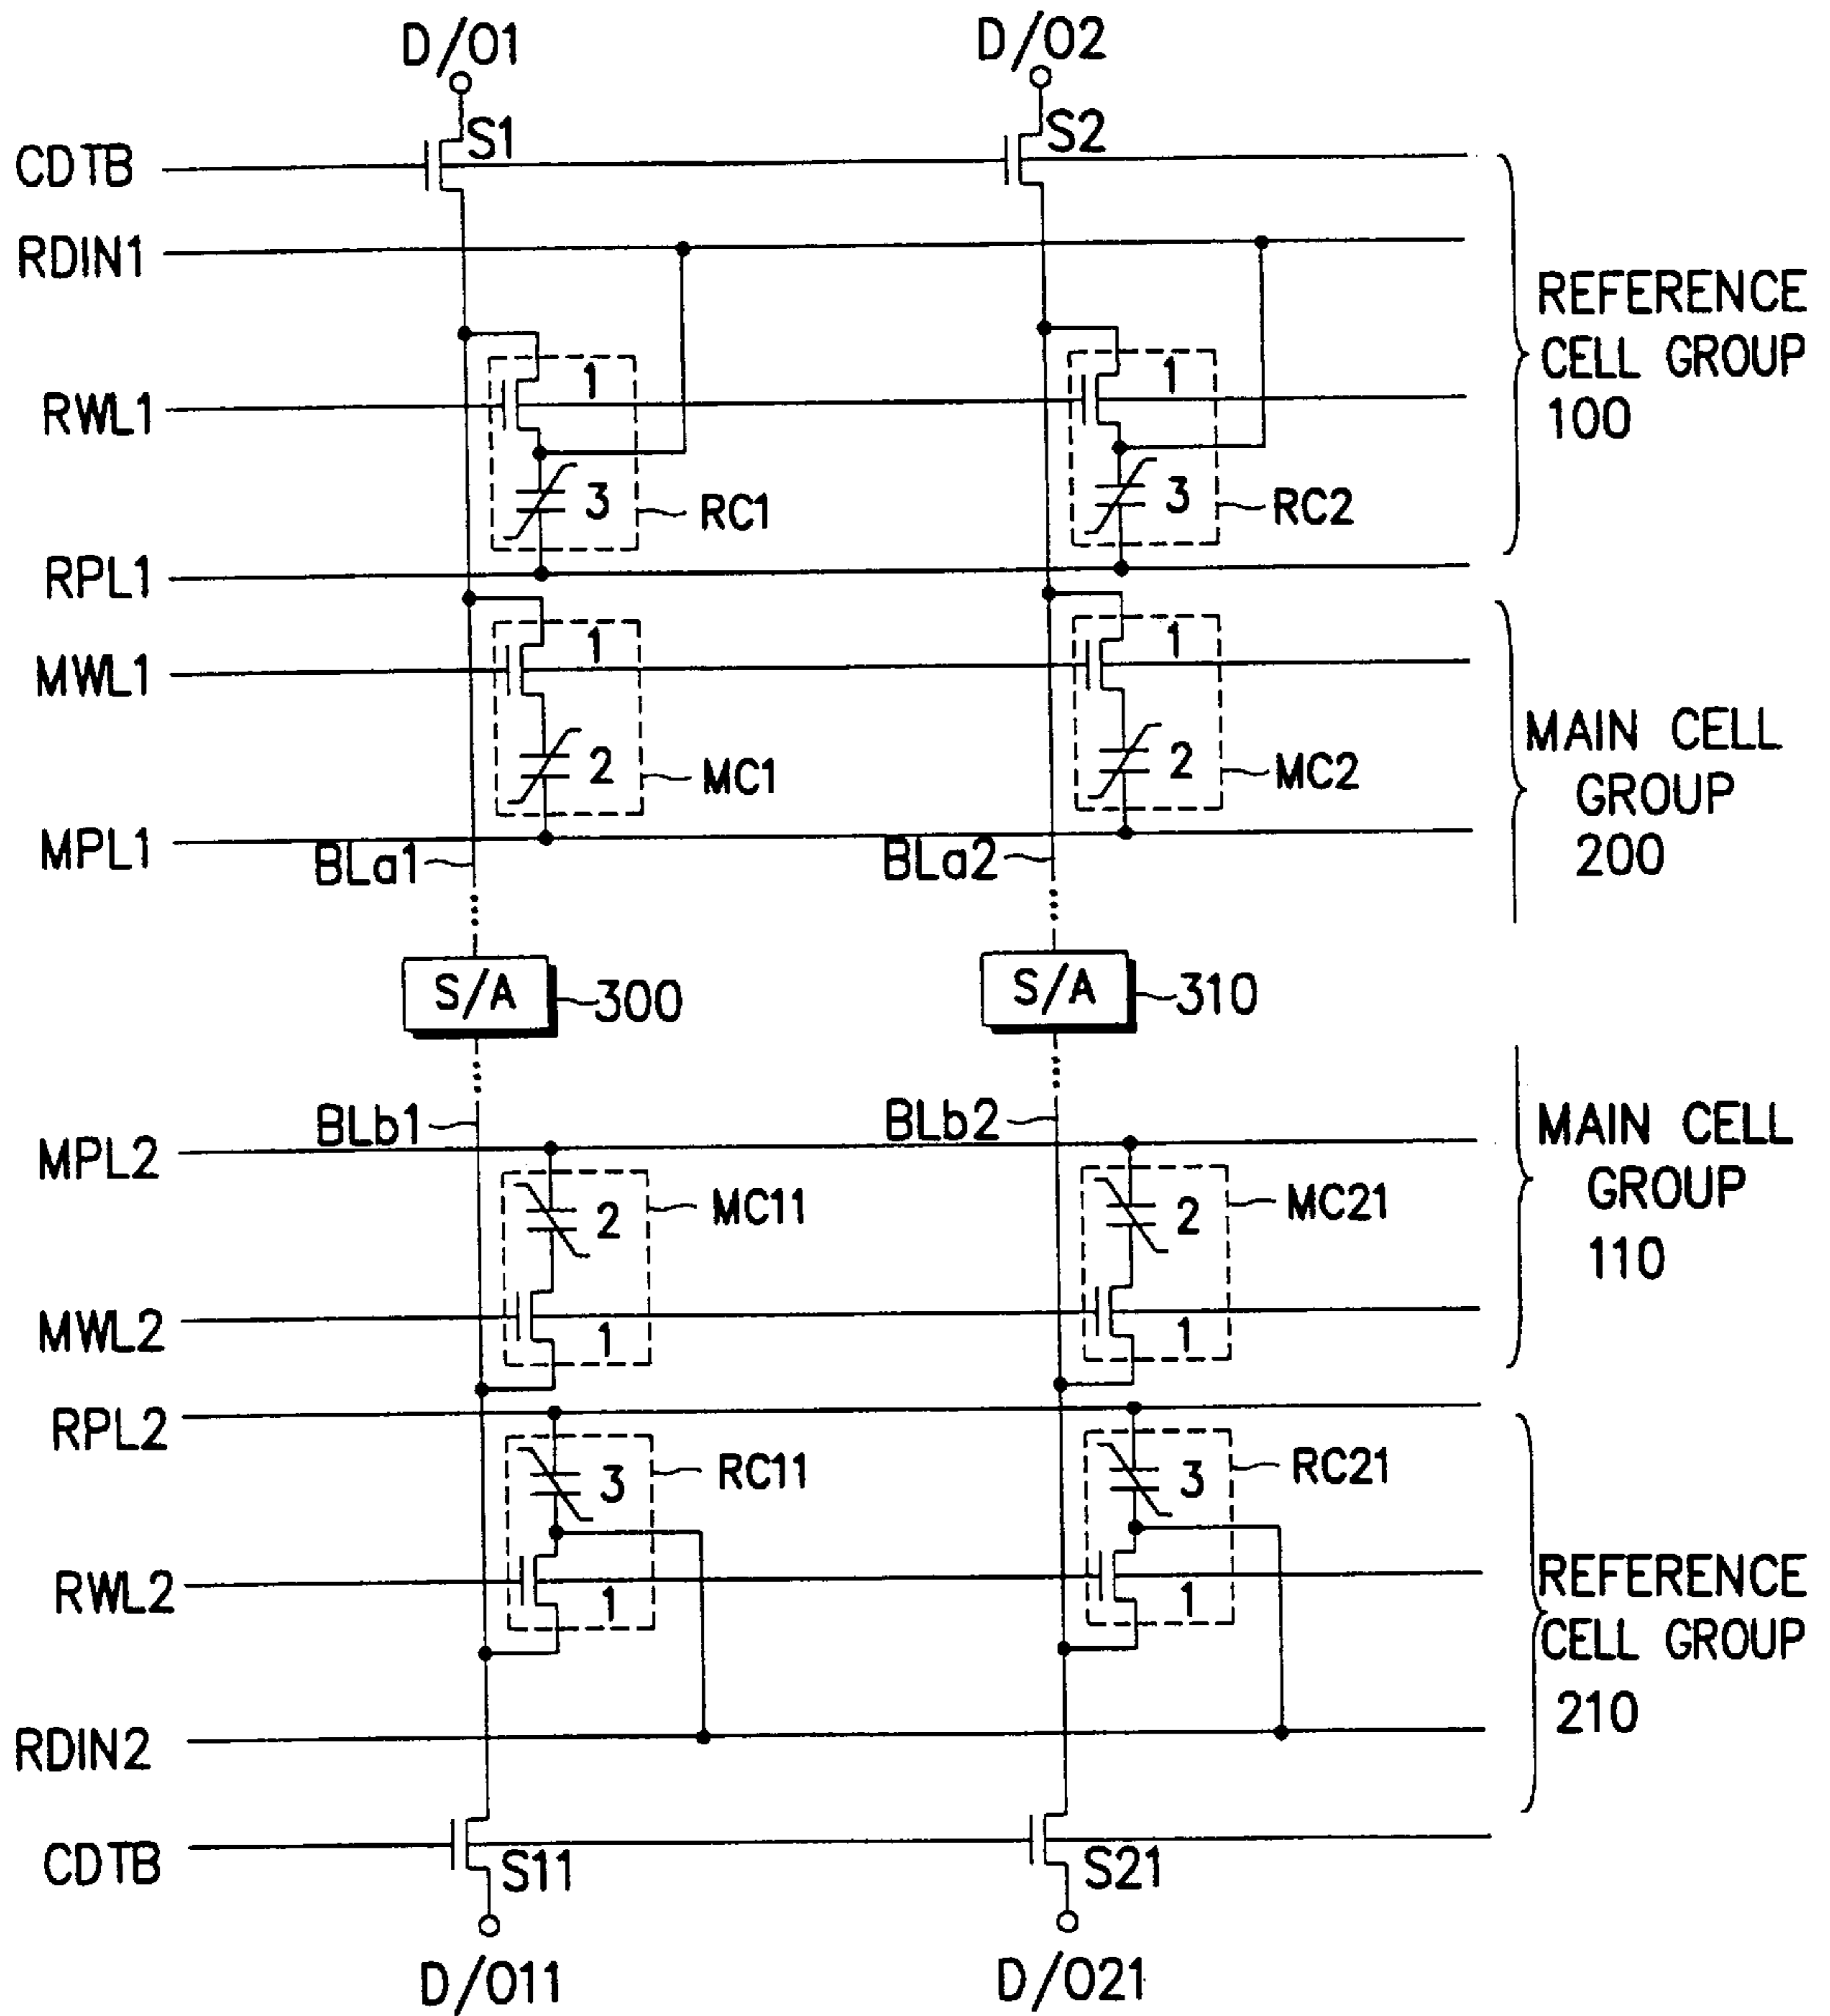 D/O1
D/O2
S1
S2
CDTB
RDIN1
REFERENCE
CELL GROUP
100
RWL1
1
1
3
RC1
3
RC2
RPL1
MWL1
1
1
MAIN CELL
GROUP
200
2
MC1
2
MC2
MPL1
BLa1
BLa2
S/A
300
S/A
310
BLb1
BLb2
MPL2
MAIN CELL
GROUP
110
2
MC11
2
MC21
MWL2
1
1
RPL2
3
RC11
3
RC21
RWL2
1
1
REFERENCE
CELL GROUP
210
RDIN2
CDTB
S11
S21
D/O11
D/O21